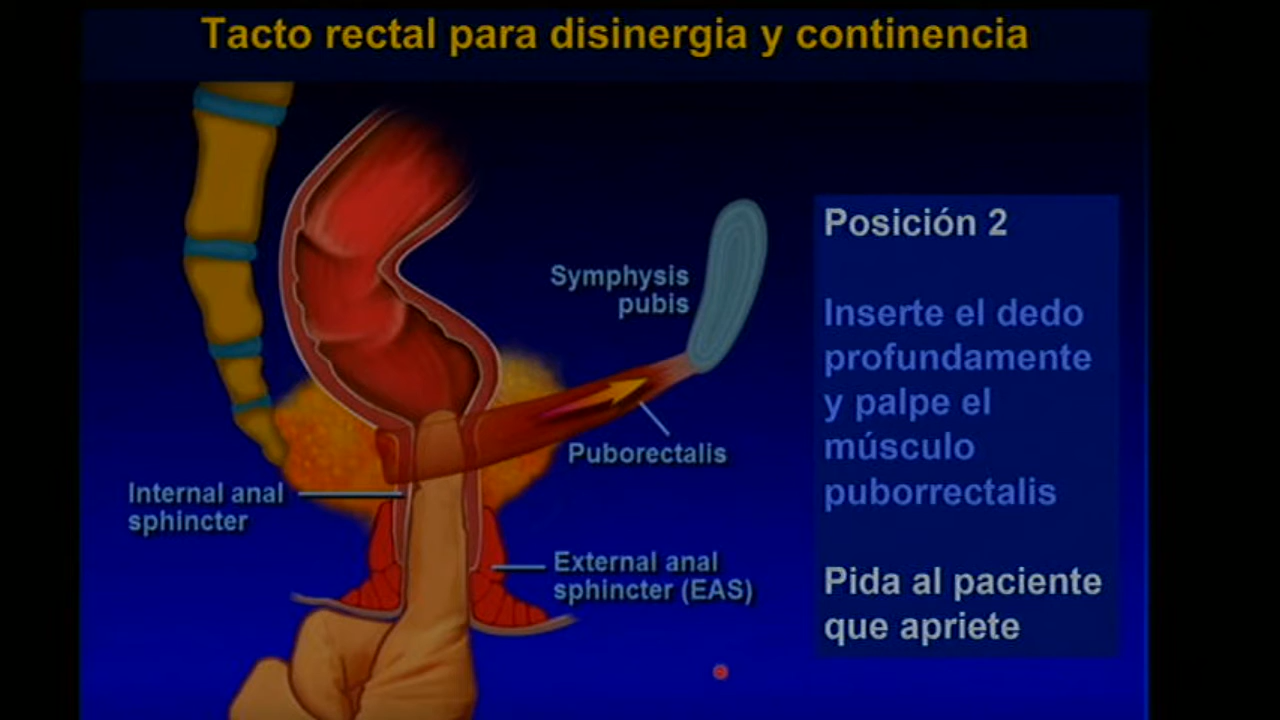 Tacto rectal para disinergia y continencia
Symphysis
pubis
Puborectalis
Internal anal
sphincter
External anal
sphincter (EAS)
Posición 2
Inserte el dedo
profundamente
y palpe el
músculo
puborrectalis
Pida al paciente
que apriete